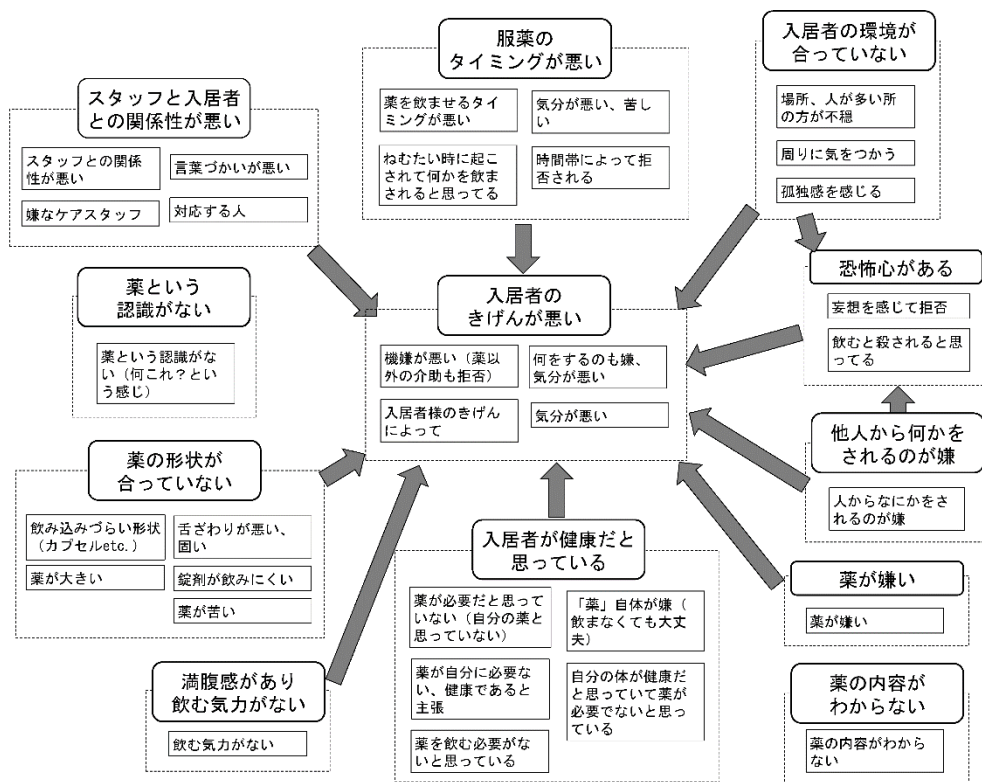 服薬の
タイミングが悪い
薬を飲ませるタイ
ミングが悪い
気分が悪い、苦し
い
ねむたい時に起こ
されて何かを飲ま
されると思ってる
時間帯によって拒
否される
入居者の環境が
合っていない
場所、人が多い所
の方が不穏
周りに気をつかう
孤独感を感じる
スタッフと入居者
との関係性が悪い
スタッフとの関係
性が悪い
言葉づかいが悪い
嫌なケアスタッフ
対応する人
薬という
認識がない
薬という認識がな
い（何これ？とい
う感じ）
入居者の
きげんが悪い
機嫌が悪い（薬以
外の介助も拒否）
何をするのも嫌、
気分が悪い
入居者様のきげん
によって
気分が悪い
恐怖心がある
妄想を感じて拒否
飲むと殺されると思
ってる
他人から何かを
されるのが嫌
人からなにかをさ
れるのが嫌
薬の形状が
合っていない
飲み込みづらい形状
（カプセルetc.）
舌ざわりが悪い、
固い
薬が大きい
錠剤が飲みにくい
薬が苦い
入居者が健康だと
思っている
薬が必要だと思ってい
ない（自分の薬と
思っていない）
「薬」自体が嫌（
飲まなくても大丈
夫）
薬が自分に必要
ない、健康であると
主張
自分の体が健康だ
と思っていて薬が
必要でないと思っ
ている
薬を飲む必要がな
いと思っている
薬が嫌い
薬が嫌い
満腹感があり
飲む気力がない
飲む気力がない
薬の内容が
わからない
薬の内容がわから
ない